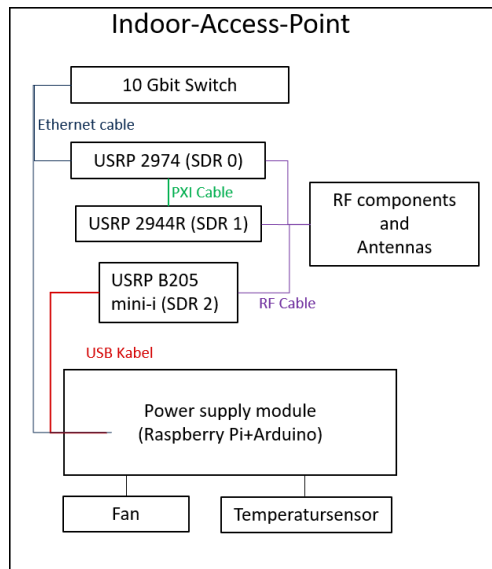 Indoor-Access-Point
10 Gbit Switch
Ethernet cable
USRP 2974 (SDR 0)
PXI Cable
USRP 2944R (SDR 1)
RF components
and
Antennas
USRP B205
mini-i (SDR 2)
RF Cable
USB Kabel
Power supply module
(Raspberry Pi+Arduino)
Fan
Temperatursensor